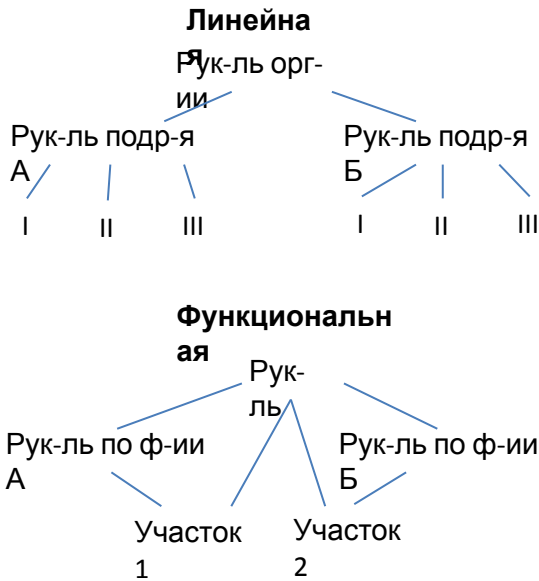 Линейна
я
Рук-ль орг-
ии
Рук-ль подр-я
А
Рук-ль подр-я
Б
I II III
I II III
Функциональн
ая
Рук-
ль
Рук-ль по ф-ии
А
Рук-ль по ф-ии
Б
Участок
1
Участок
2